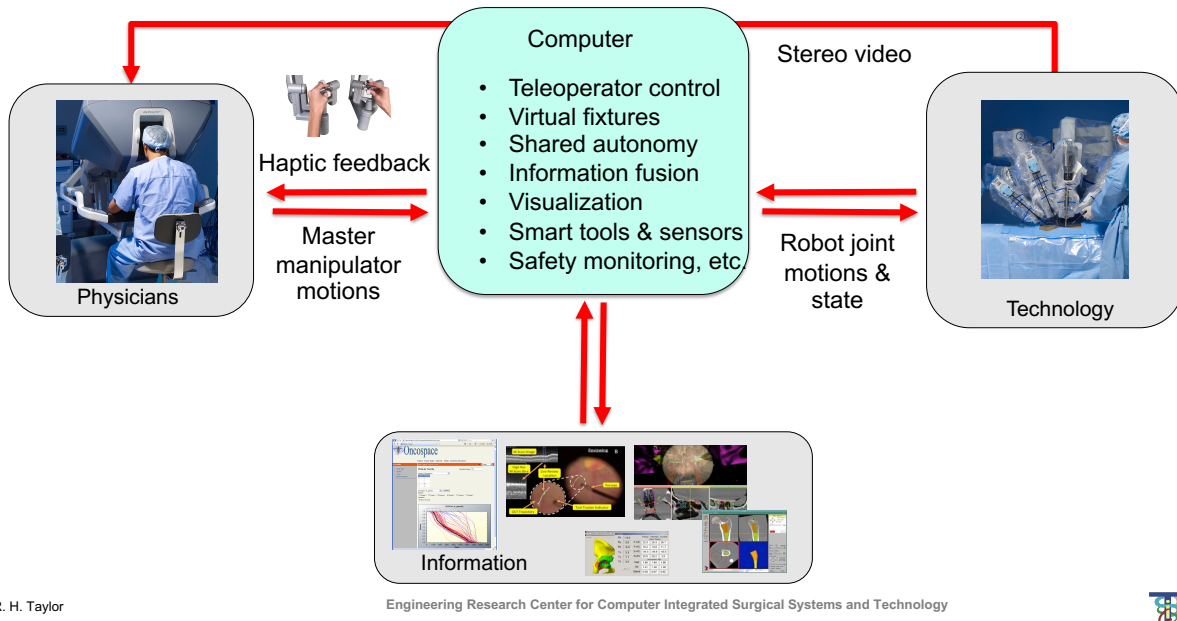 Computer
Stereo video
• Teleoperator control
• Virtual fixtures
• Shared autonomy
• Information fusion
• Visualization
• Smart tools & sensors
• Safety monitoring, etc.
Haptic feedback
Master
manipulator
motions
Robot joint
motions &
state
Physicians
Technology
Oncospace
Information
R. H. Taylor
Engineering Research Center for Computer Integrated Surgical Systems and Technology